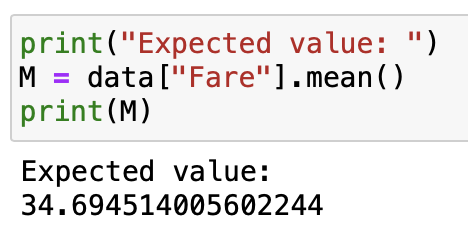 print("Expected value: ")
M = data["Fare"].mean()
print(M)
Expected value:
34.694514005602244